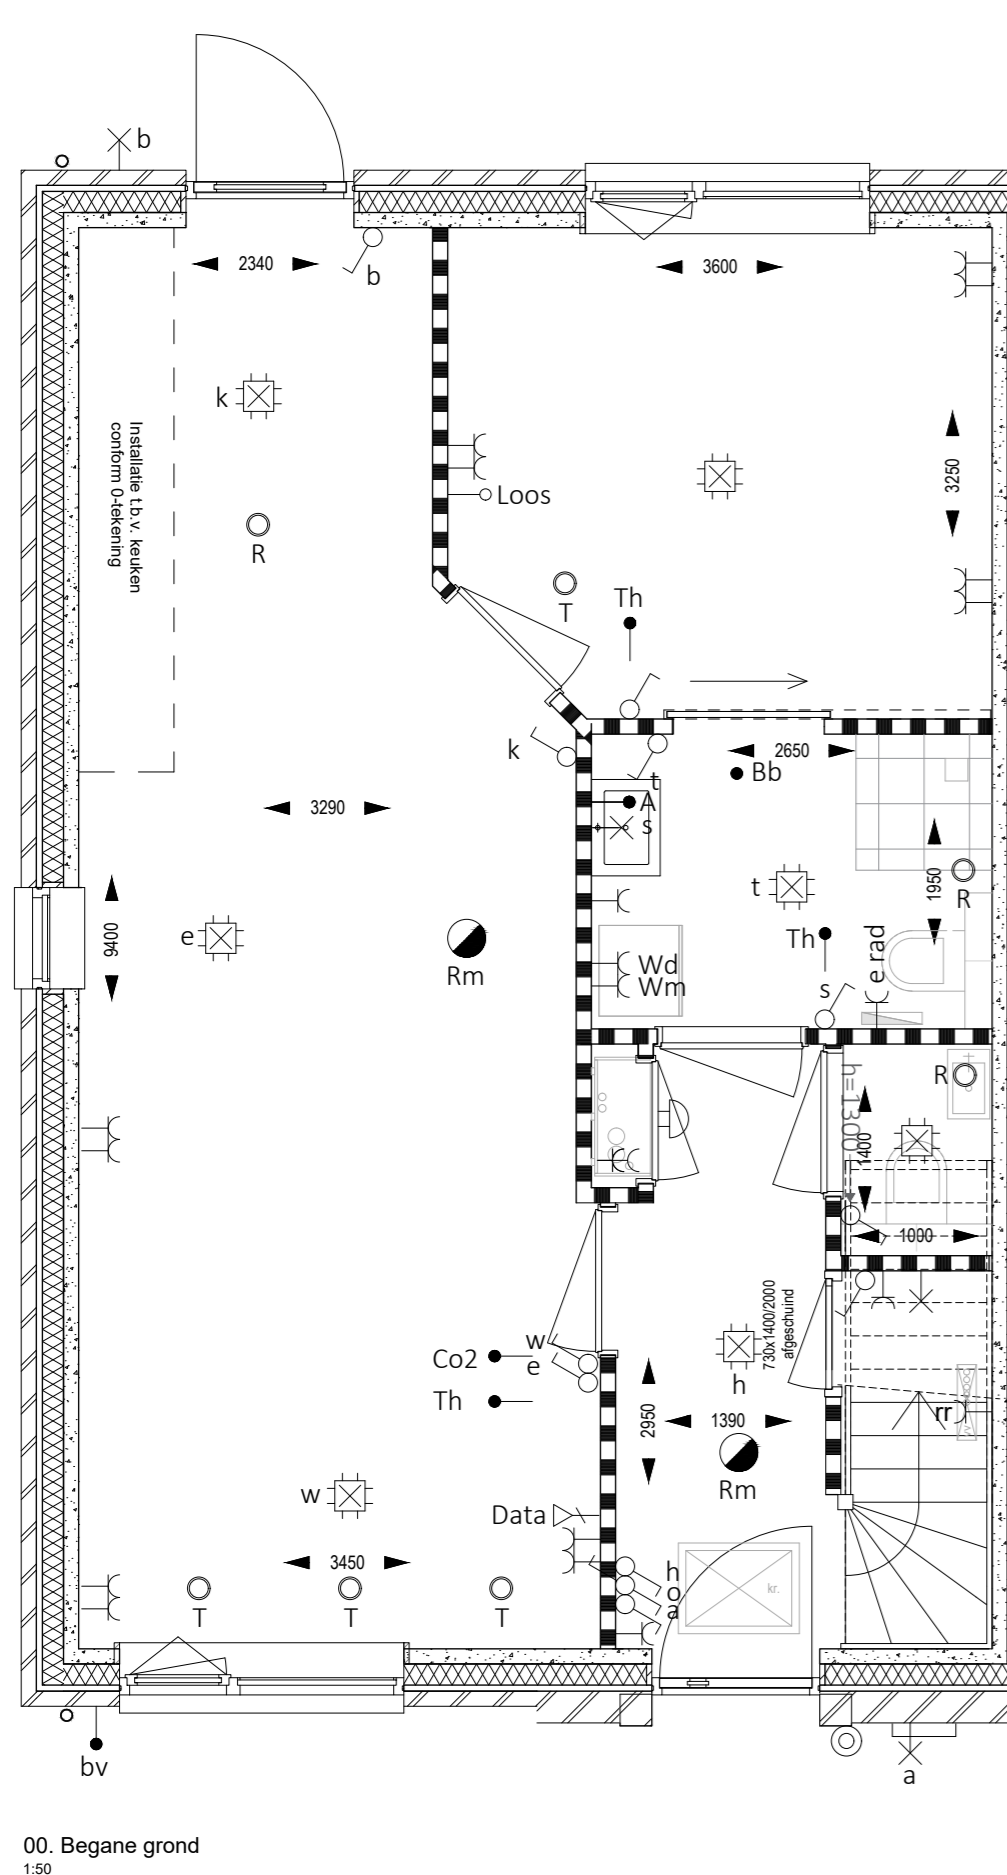 b
2340
b
3600
k
Installatie t.b.v. keuken
conform 0-tekening
3250
Loos
R
T
Th
k
2650
Bb
t
A
s
3290
1950
R
t
9400
e
Rm
Wd
Wm
Th
e rad
s
R
h=1300
1400
1000
730x1400/2000
afgeschuind
w
e
Co2
Th
h
2950
1390
rr
Rm
w
Data
3450
h
o
a
kr.
T
T
T
bv
a
00. Begane grond
1:50